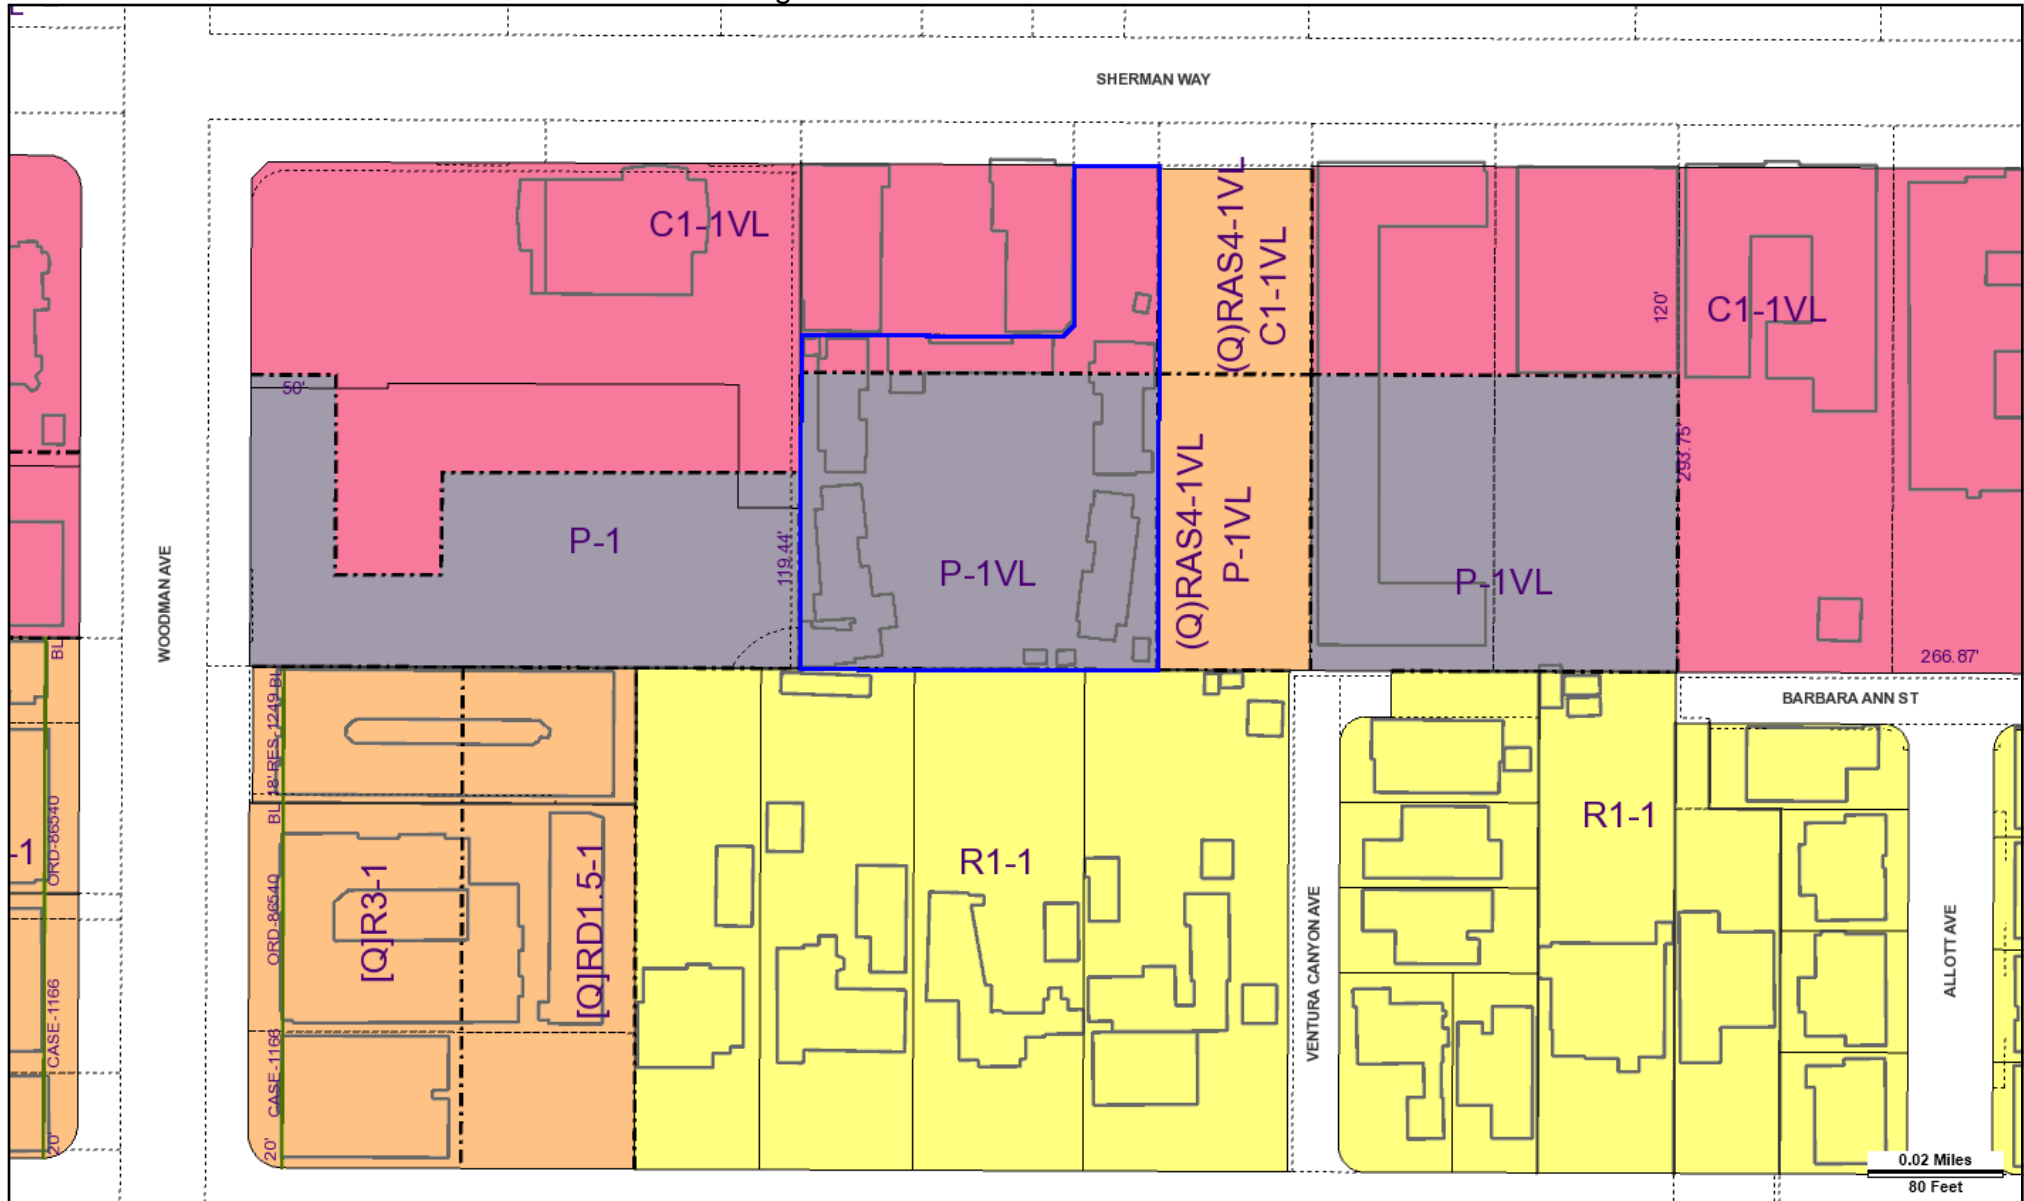 SHERMAN WAY
C1-1VL
(Q)RAS4-1VL
C1-1VL
120'
C1-1VL
50'
WOODMAN AVE
P-1
119.44'
P-1VL
(Q)RAS4-1VL
P-1VL
P-1VL
293.75'
266.87'
BARBARA ANN ST
BL
BL
18' RES-1249
BL
ORD-86540
-1
ORD-86540
CASE-1166
CASE-1166
20'
20'
[Q]R3-1
[Q]RD1.5-1
R1-1
VENTURA CANYON AVE
R1-1
ALLOTT AVE
0.02 Miles
80 Feet